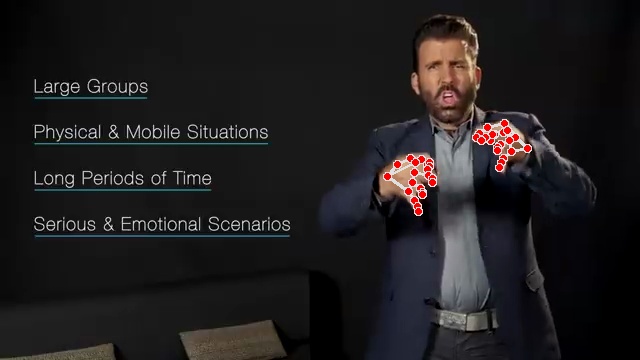 Large Groups
Physical & Mobile Situations
Long Periods of Time
Serious & Emotional Scenarios